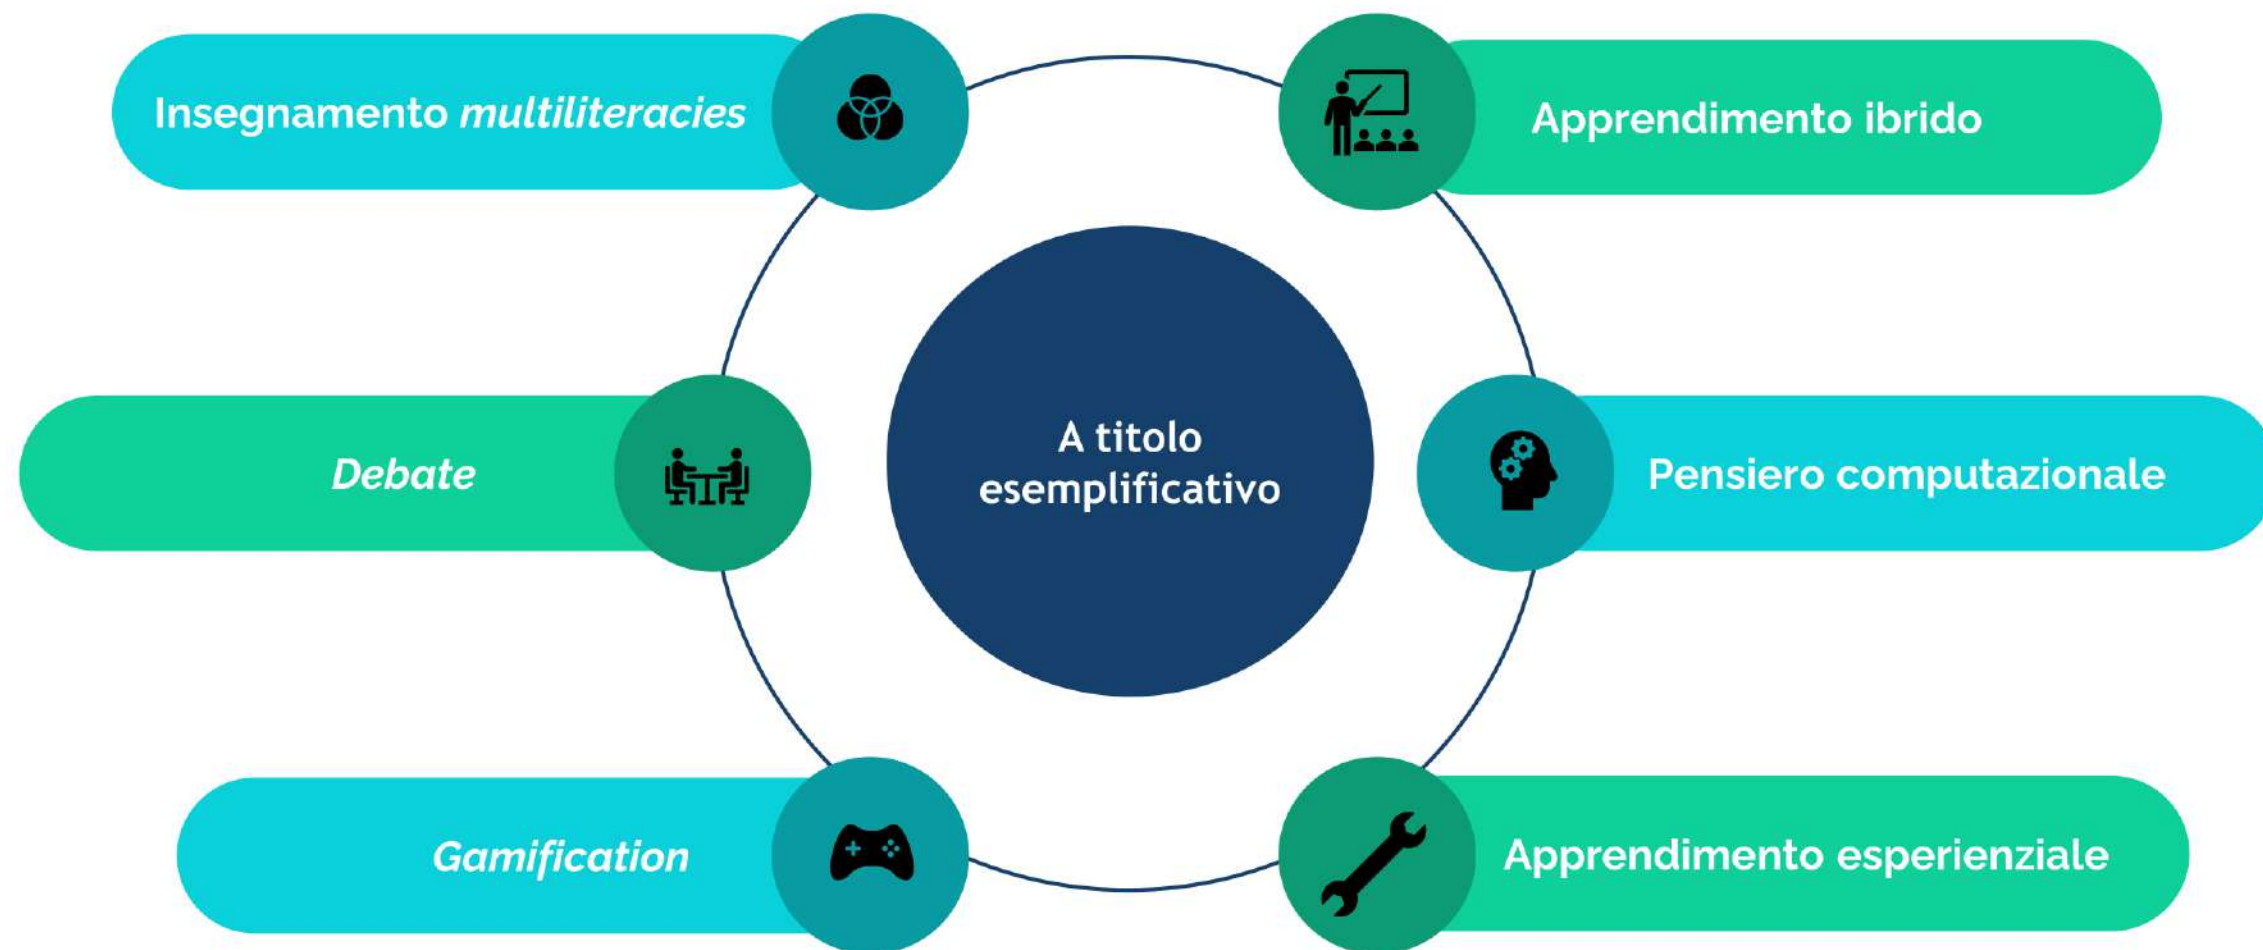 Insegnamento multiliteracies
Apprendimento ibrido
A titolo
esemplificativo
Debate
Pensiero computazionale
Gamification
Apprendimento esperienziale